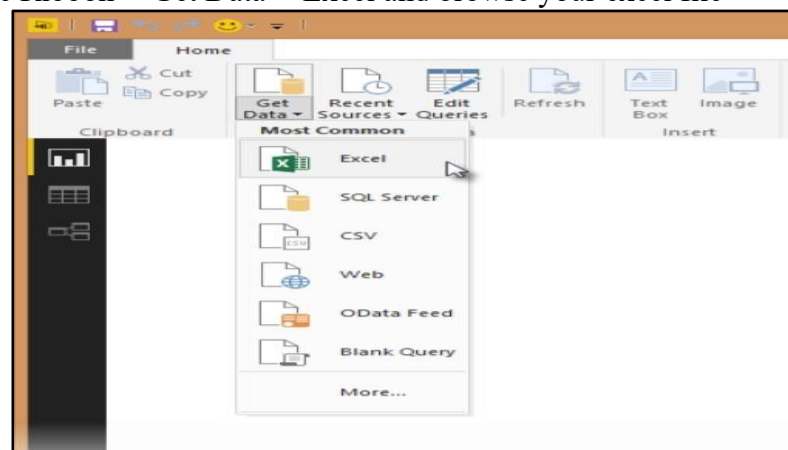 and browse your excel file
File Home
Cut
Copy
Paste
Get Data
Recent Sources
Edit Queries
Refresh
Text Box
Image
Clipboard
Insert
Most Common
Excel
SQL Server
CSV
CSV
Web
OData Feed
Blank Query
More...